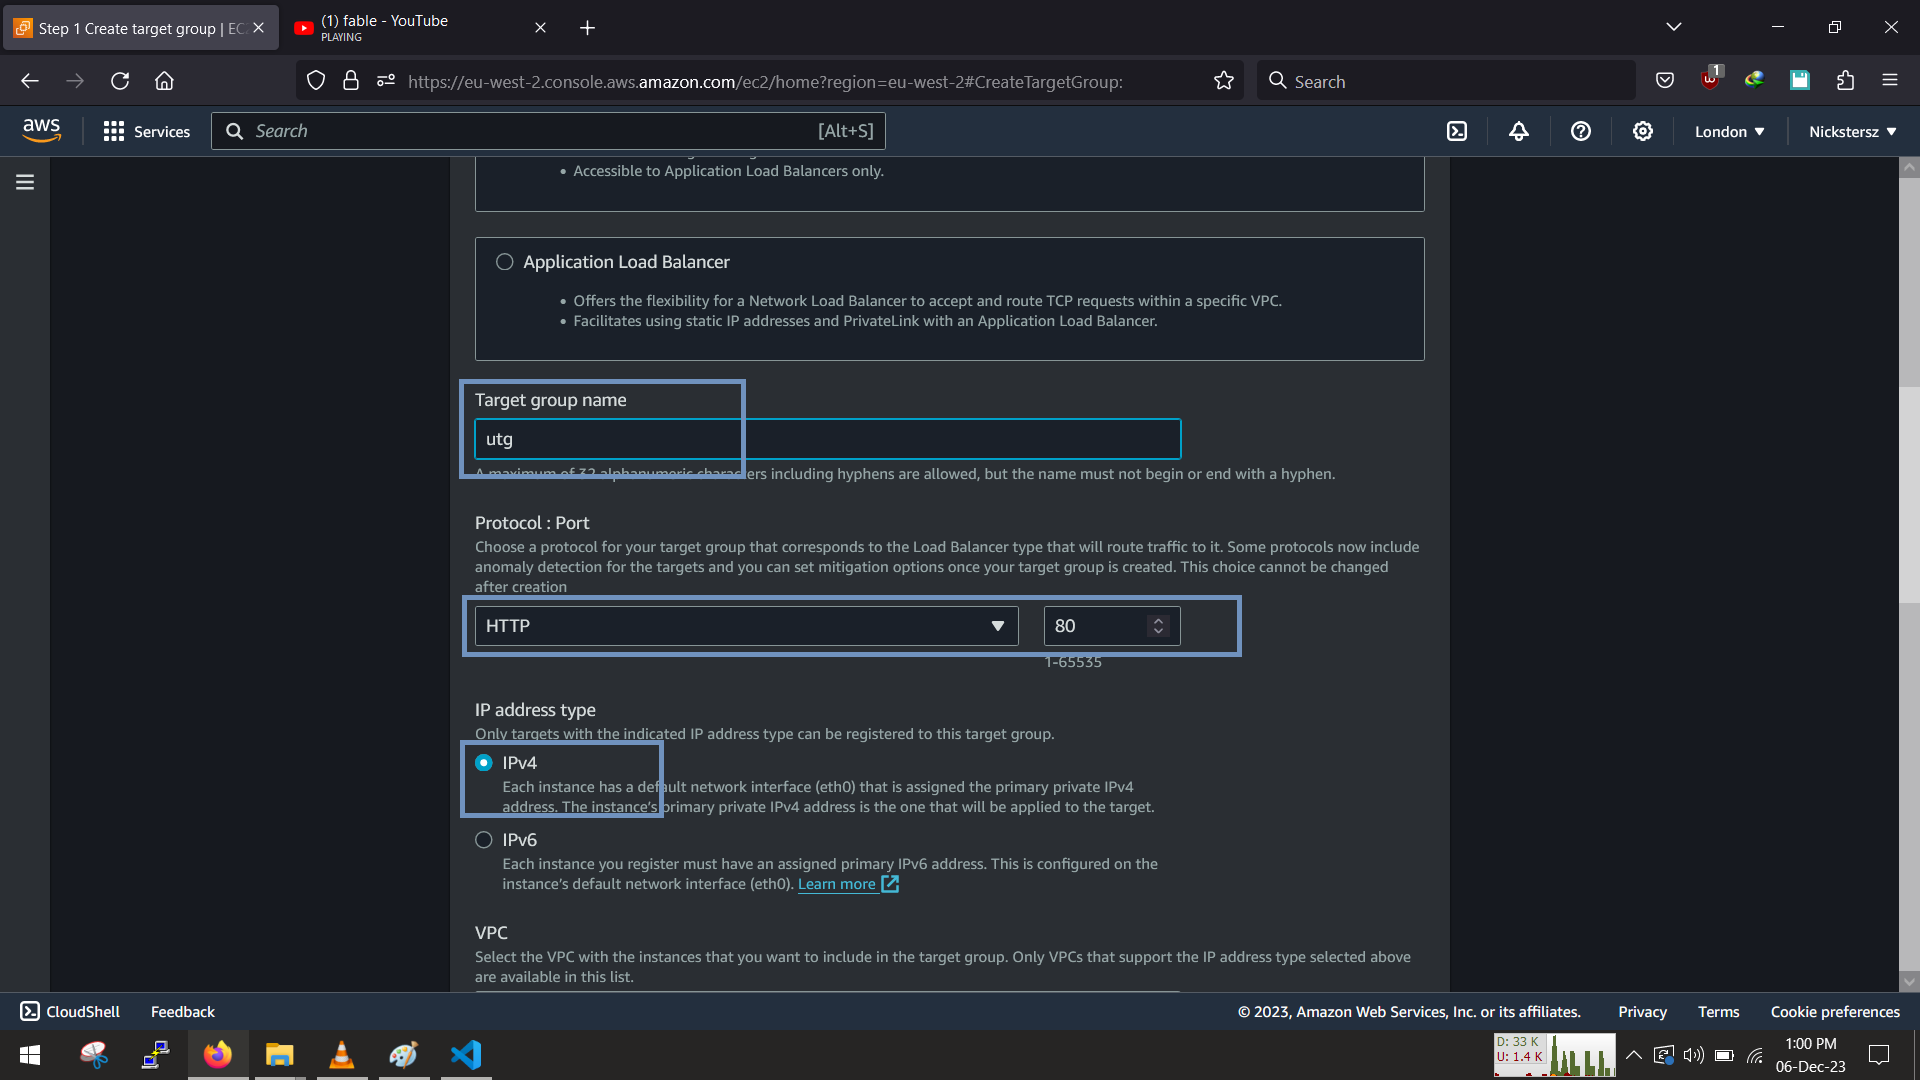 Step 1 Create target group | EC
(1) fable - YouTube
PLAYING
https://eu-west-2.console.aws.amazon.com/ec2/home?region=eu-west-2#CreateTargetGroup:
Search
1
aws
Services
Search
[Alt+S]
London
Nickstersz
Accessible to Application Load Balancers only.
Application Load Balancer
Offers the flexibility for a Network Load Balancer to accept and route TCP requests within a specific VPC.
Facilitates using static IP addresses and PrivateLink with an Application Load Balancer.
Target group name
utg
A maximum of 32 alphanumeric characters including hyphens are allowed, but the name must not begin or end with a hyphen.
Protocol : Port
Choose a protocol for your target group that corresponds to the Load Balancer type that will route traffic to it. Some protocols now include
anomaly detection for the targets and you can set mitigation options once your target group is created. This choice cannot be changed
after creation
HTTP
80
1-65535
IP address type
Only targets with the indicated IP address type can be registered to this target group.
IPv4
Each instance has a default network interface (eth0) that is assigned the primary private IPv4
address. The instance's primary private IPv4 address is the one that will be applied to the target.
IPv6
Each instance you register must have an assigned primary IPv6 address. This is configured on the
instance's default network interface (eth0). Learn more
VPC
Select the VPC with the instances that you want to include in the target group. Only VPCs that support the IP address type selected above
are available in this list.
CloudShell
Feedback
© 2023, Amazon Web Services, Inc. or its affiliates.
Privacy
Terms
Cookie preferences
D: 33 K
U: 1.4 K
1:00 PM
06-Dec-23